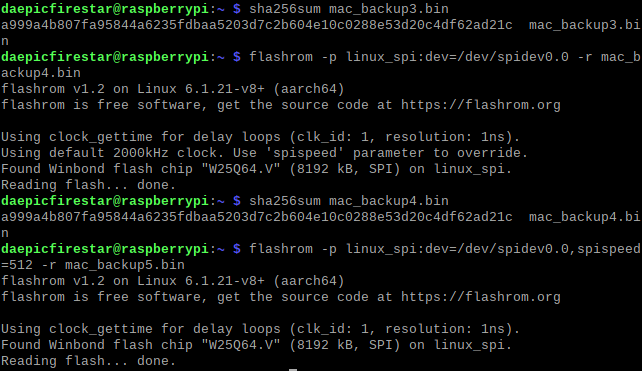 daepicfirestar@raspberrypi:~ $ sha256sum mac_backup3.bin
a999a4b807fa95844a6235fdbaa5203d7c2b604e10c0288e53d20c4df62ad21c  mac_backup3.bi
n
daepicfirestar@raspberrypi:~ $ flashrom -p linux_spi:dev=/dev/spidev0.0 -r mac_b
ackup4.bin
flashrom v1.2 on Linux 6.1.21-v8+ (aarch64)
flashrom is free software, get the source code at https://flashrom.org

Using clock_gettime for delay loops (clk_id: 1, resolution: 1ns).
Using default 2000kHz clock. Use 'spispeed' parameter to override.
Found Winbond flash chip "W25Q64.V" (8192 kB, SPI) on linux_spi.
Reading flash... done.
daepicfirestar@raspberrypi:~ $ sha256sum mac_backup4.bin
a999a4b807fa95844a6235fdbaa5203d7c2b604e10c0288e53d20c4df62ad21c  mac_backup4.bi
n
daepicfirestar@raspberrypi:~ $ flashrom -p linux_spi:dev=/dev/spidev0.0,spispeed
=512 -r mac_backup5.bin
flashrom v1.2 on Linux 6.1.21-v8+ (aarch64)
flashrom is free software, get the source code at https://flashrom.org

Using clock_gettime for delay loops (clk_id: 1, resolution: 1ns).
Found Winbond flash chip "W25Q64.V" (8192 kB, SPI) on linux_spi.
Reading flash... done.